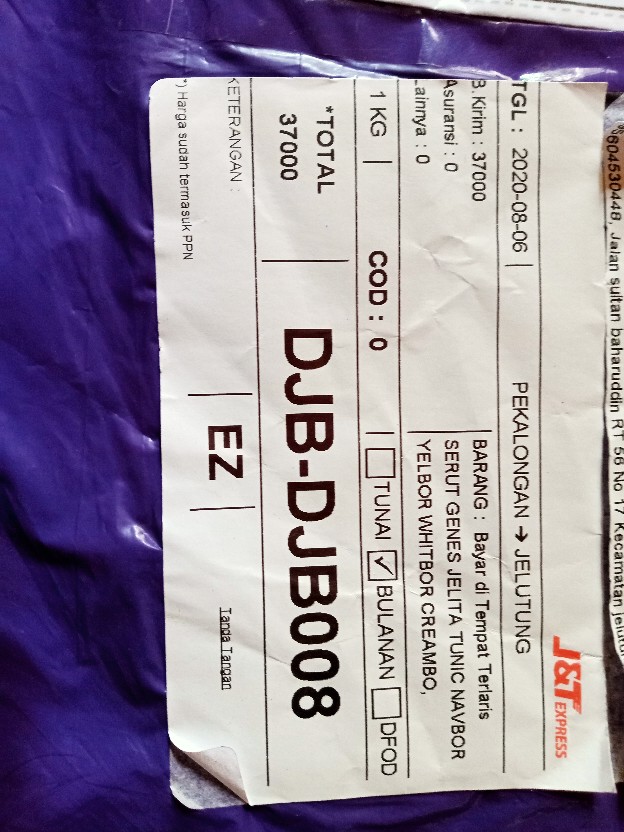 604530448, Jalan sultan baharuddin RT 56 No 17 Kecamatan jelutu
J&T EXPRESS
TGL : 2020-08-06
PEKALONGAN → JELUTUNG
B.Kirim : 37000
Asuransi : 0
Lainnya : 0
BARANG : Bayar di Tempat Terlaris
SERUT GENES JELITA TUNIC NAVBOR
YELBOR WHITBOR CREAMBO,
1 KG
COD : 0
TUNAI ✓ BULANAN DFOD
*TOTAL
37000
DJB-DJB008
KETERANGAN :
EZ
Tanda Tangan
*) Harga sudah termasuk PPN